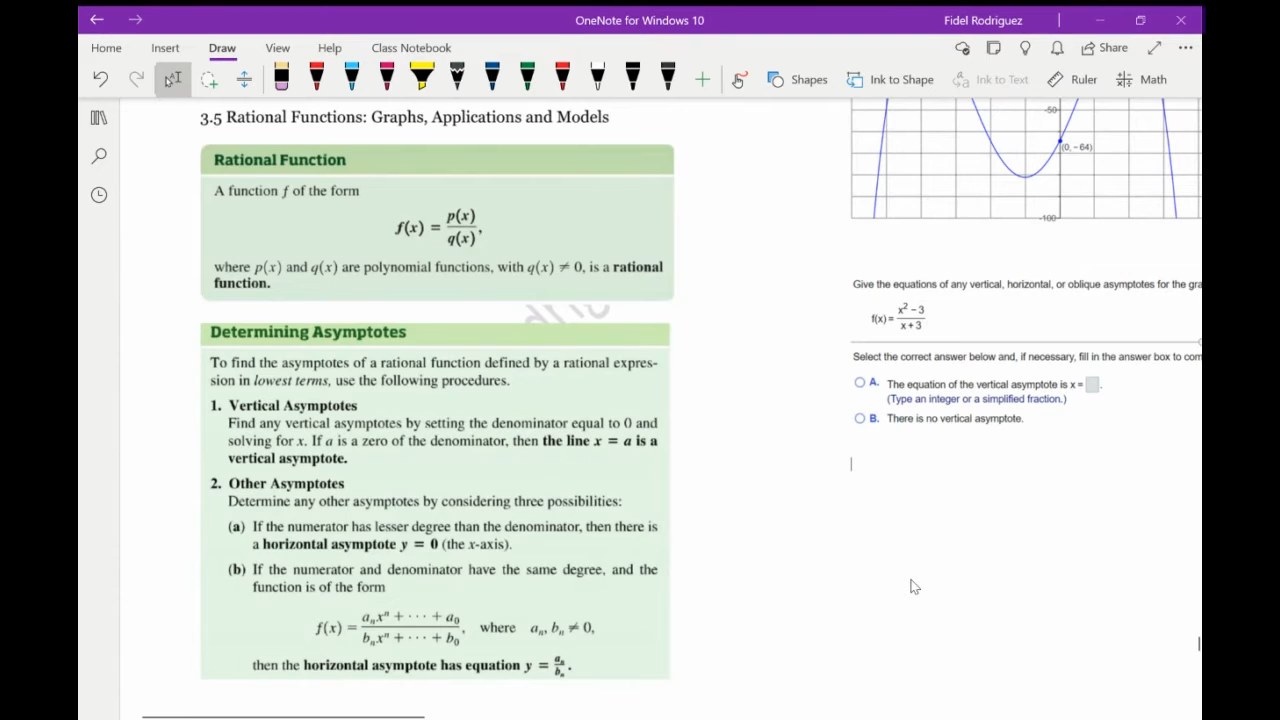 OneNote for Windows 10
Fidel Rodriguez
Home Insert Draw View Help Class Notebook
Share
Shapes Ink to Shape Ink to Text Ruler Math
3.5 Rational Functions: Graphs, Applications and Models
Rational Function
A function f of the form
f(x) = p(x)/q(x),
where p(x) and q(x) are polynomial functions, with q(x) ≠ 0, is a rational
function.
Determining Asymptotes
To find the asymptotes of a rational function defined by a rational expres-
sion in lowest terms, use the following procedures.
1. Vertical Asymptotes
Find any vertical asymptotes by setting the denominator equal to 0 and
solving for x. If a is a zero of the denominator, then the line x = a is a
vertical asymptote.
2. Other Asymptotes
Determine any other asymptotes by considering three possibilities:
(a) If the numerator has lesser degree than the denominator, then there is
a horizontal asymptote y = 0 (the x-axis).
(b) If the numerator and denominator have the same degree, and the
function is of the form
f(x) = (aₙxⁿ + · · · + a₀)/(bₙxⁿ + · · · + b₀), where aₙ, bₙ ≠ 0,
then the horizontal asymptote has equation y = aₙ/bₙ.
-50
(0, -64)
-100
Give the equations of any vertical, horizontal, or oblique asymptotes for the gra
f(x) = (x² - 3)/(x + 3)
Select the correct answer below and, if necessary, fill in the answer box to com
A. The equation of the vertical asymptote is x = .
(Type an integer or a simplified fraction.)
B. There is no vertical asymptote.